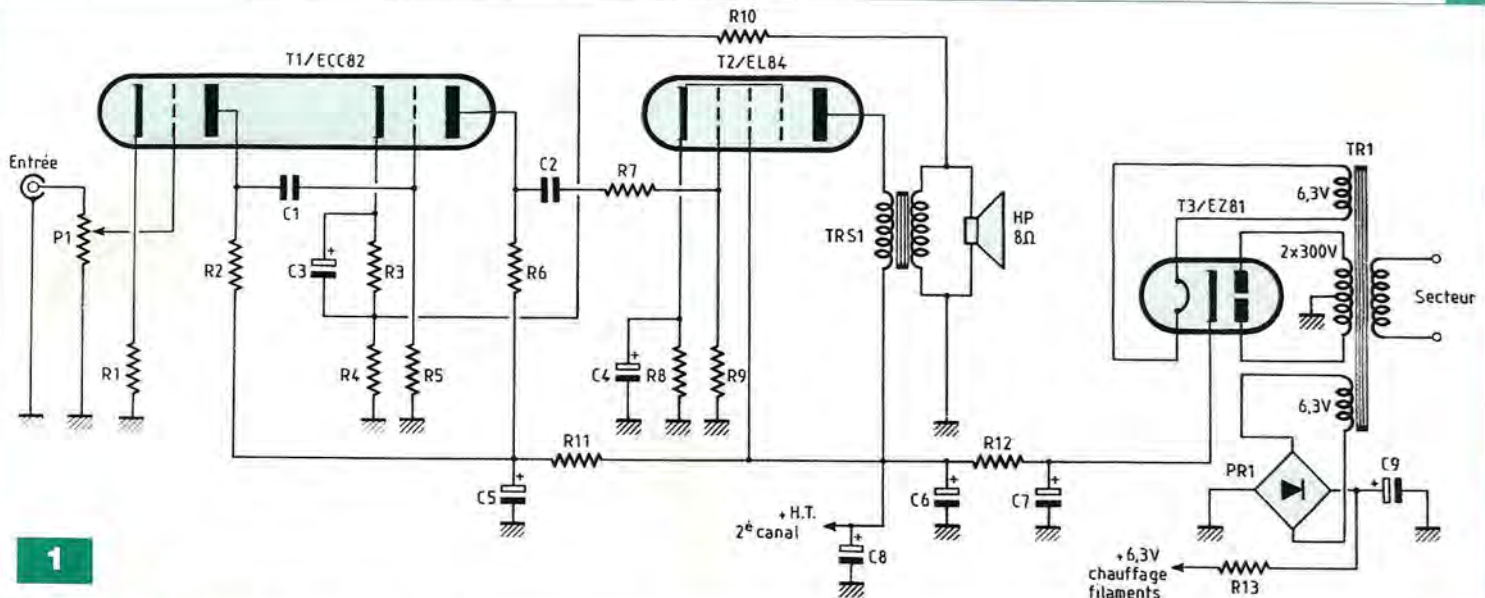 R10
T1/ECC82
T2/EL84
Entrée
P1
C1
C2
R7
R2
C3
+
R3
R6
R1
R4
R5
C4
+
R8
R9
TRS1
HP
8Ω
TR1
6,3V
T3/EZ81
2x300V
Secteur
6,3V
R11
R12
C5
+
C6
+
C7
+
PR1
+
C9
+ H.T.
2è canal
+
C8
+6,3V
chauffage
filaments
R13
1